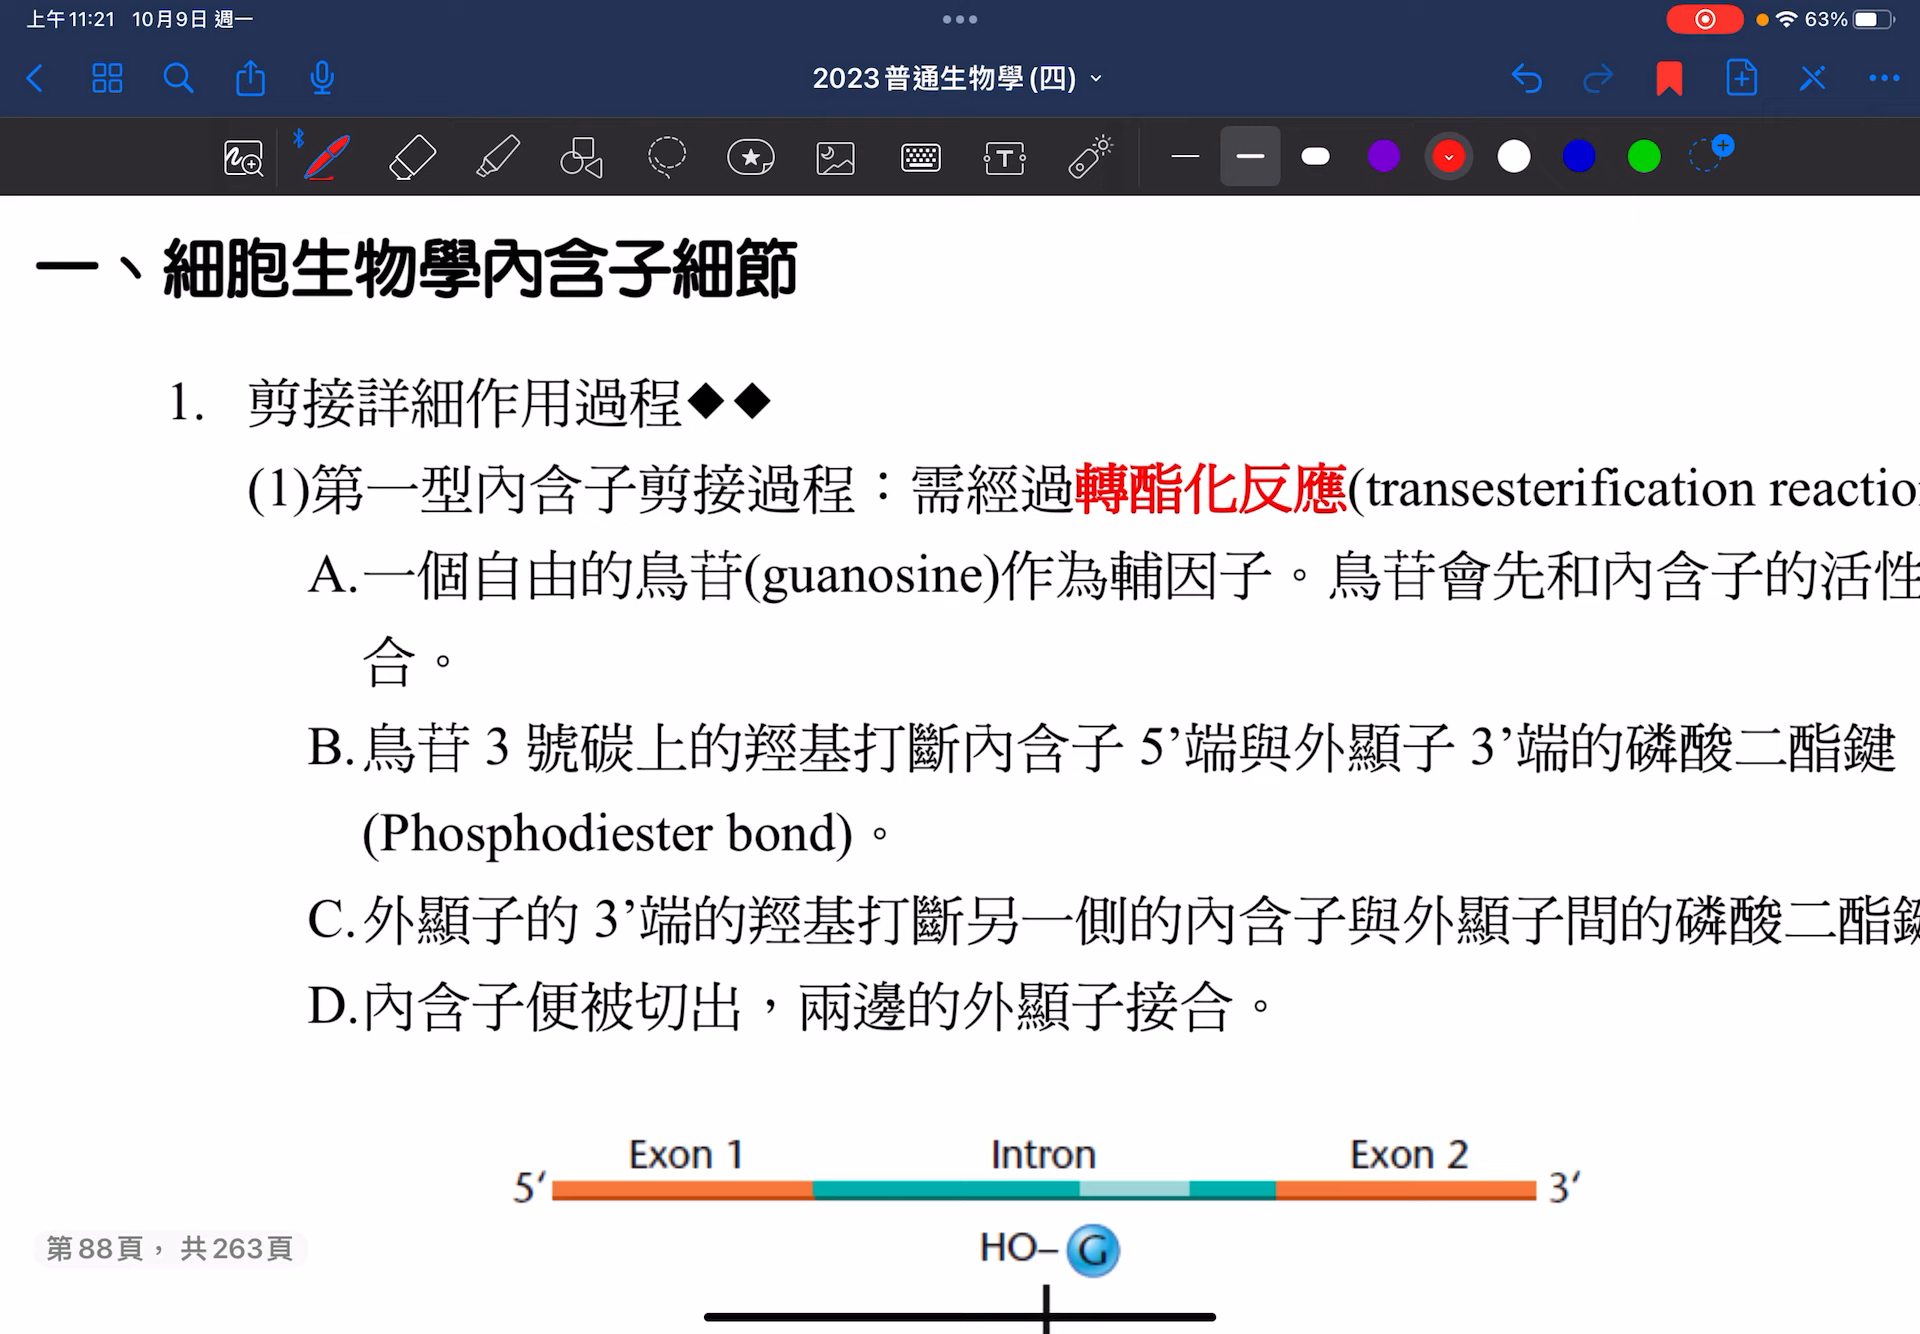 上午11:21 10月9日 週一
63%
2023普通生物學(四)
T
一、細胞生物學內含子細節
1. 剪接詳細作用過程◆◆
(1)第一型內含子剪接過程：需經過轉酯化反應(transesterification reactio
A.一個自由的鳥苷(guanosine)作為輔因子。鳥苷會先和內含子的活性
合。
B.鳥苷 3 號碳上的羥基打斷內含子 5’端與外顯子 3’端的磷酸二酯鍵
(Phosphodiester bond)。
C.外顯子的 3’端的羥基打斷另一側的內含子與外顯子間的磷酸二酯鍵
D.內含子便被切出，兩邊的外顯子接合。
Exon 1 Intron Exon 2
5′ 3′
HO– G
第88頁， 共263頁